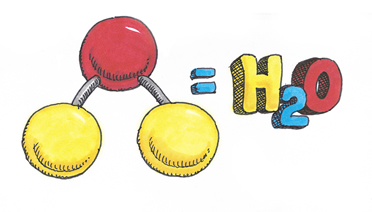 = H2O